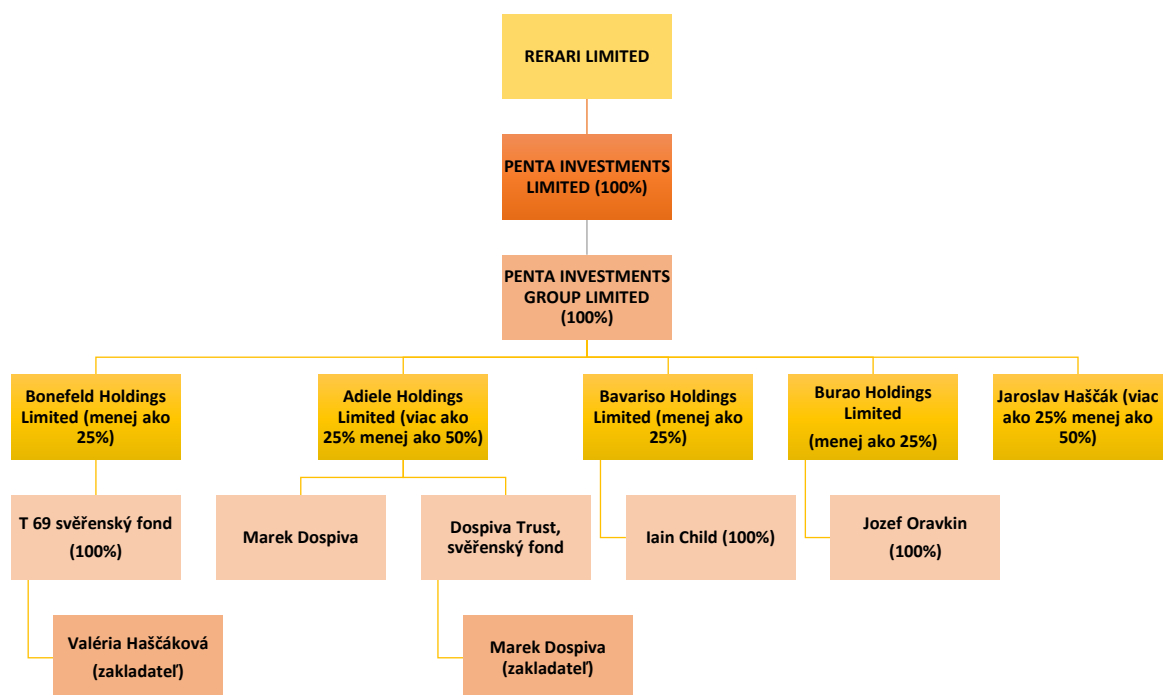 RERARI LIMITED
PENTA INVESTMENTS
LIMITED (100%)
PENTA INVESTMENTS
GROUP LIMITED
(100%)
Bonefeld Holdings
Limited (menej ako
25%)
Adiele Holdings
Limited (viac ako
25% menej ako 50%)
Bavariso Holdings
Limited (menej ako
25%)
Burao Holdings
Limited
(menej ako 25%)
Jaroslav Haščák (viac
ako 25% menej ako
50%)
T 69 svěřenský fond
(100%)
Marek Dospiva
Dospiva Trust,
svěřenský fond
Iain Child (100%)
Jozef Oravkin
(100%)
Valéria Haščáková
(zakladateľ)
Marek Dospiva
(zakladateľ)